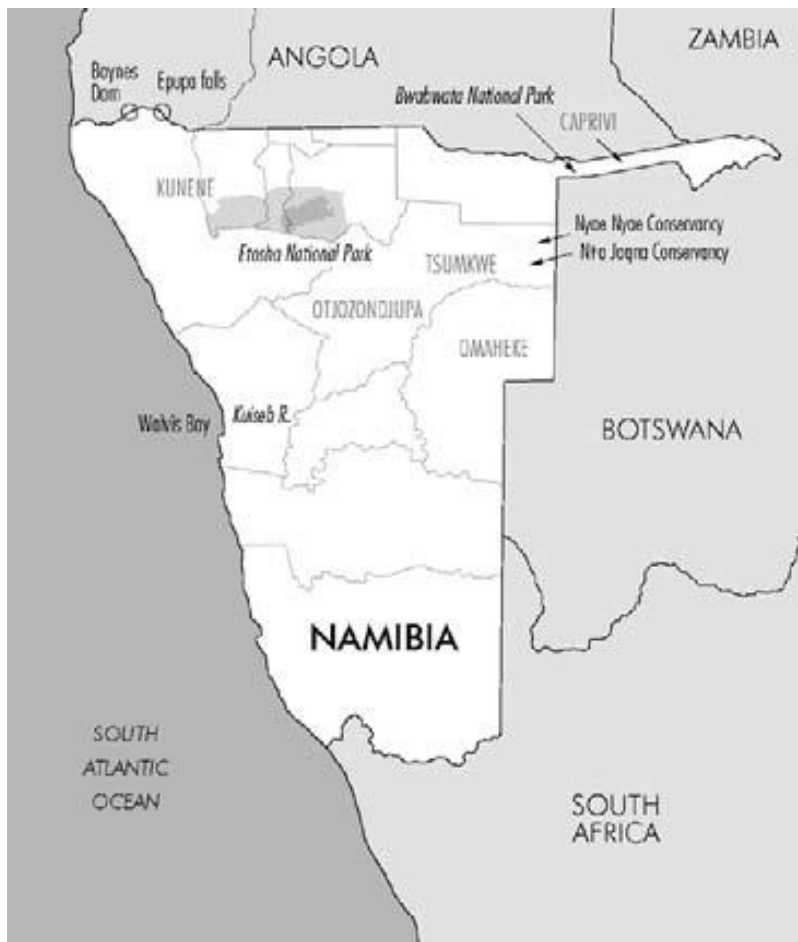 ZAMBIA
ANGOLA
Baynes
Dam
Epupa falls
Bwabwata National Park
CAPRIVI
KUNENE
Nyae Nyae Conservancy
N‡a Jaqna Conservancy
Etosha National Park
TSUMKWE
OTJOZONDJUPA
OMAHEKE
Walvis Bay
Kuiseb R.
BOTSWANA
NAMIBIA
SOUTH
ATLANTIC
OCEAN
SOUTH
AFRICA